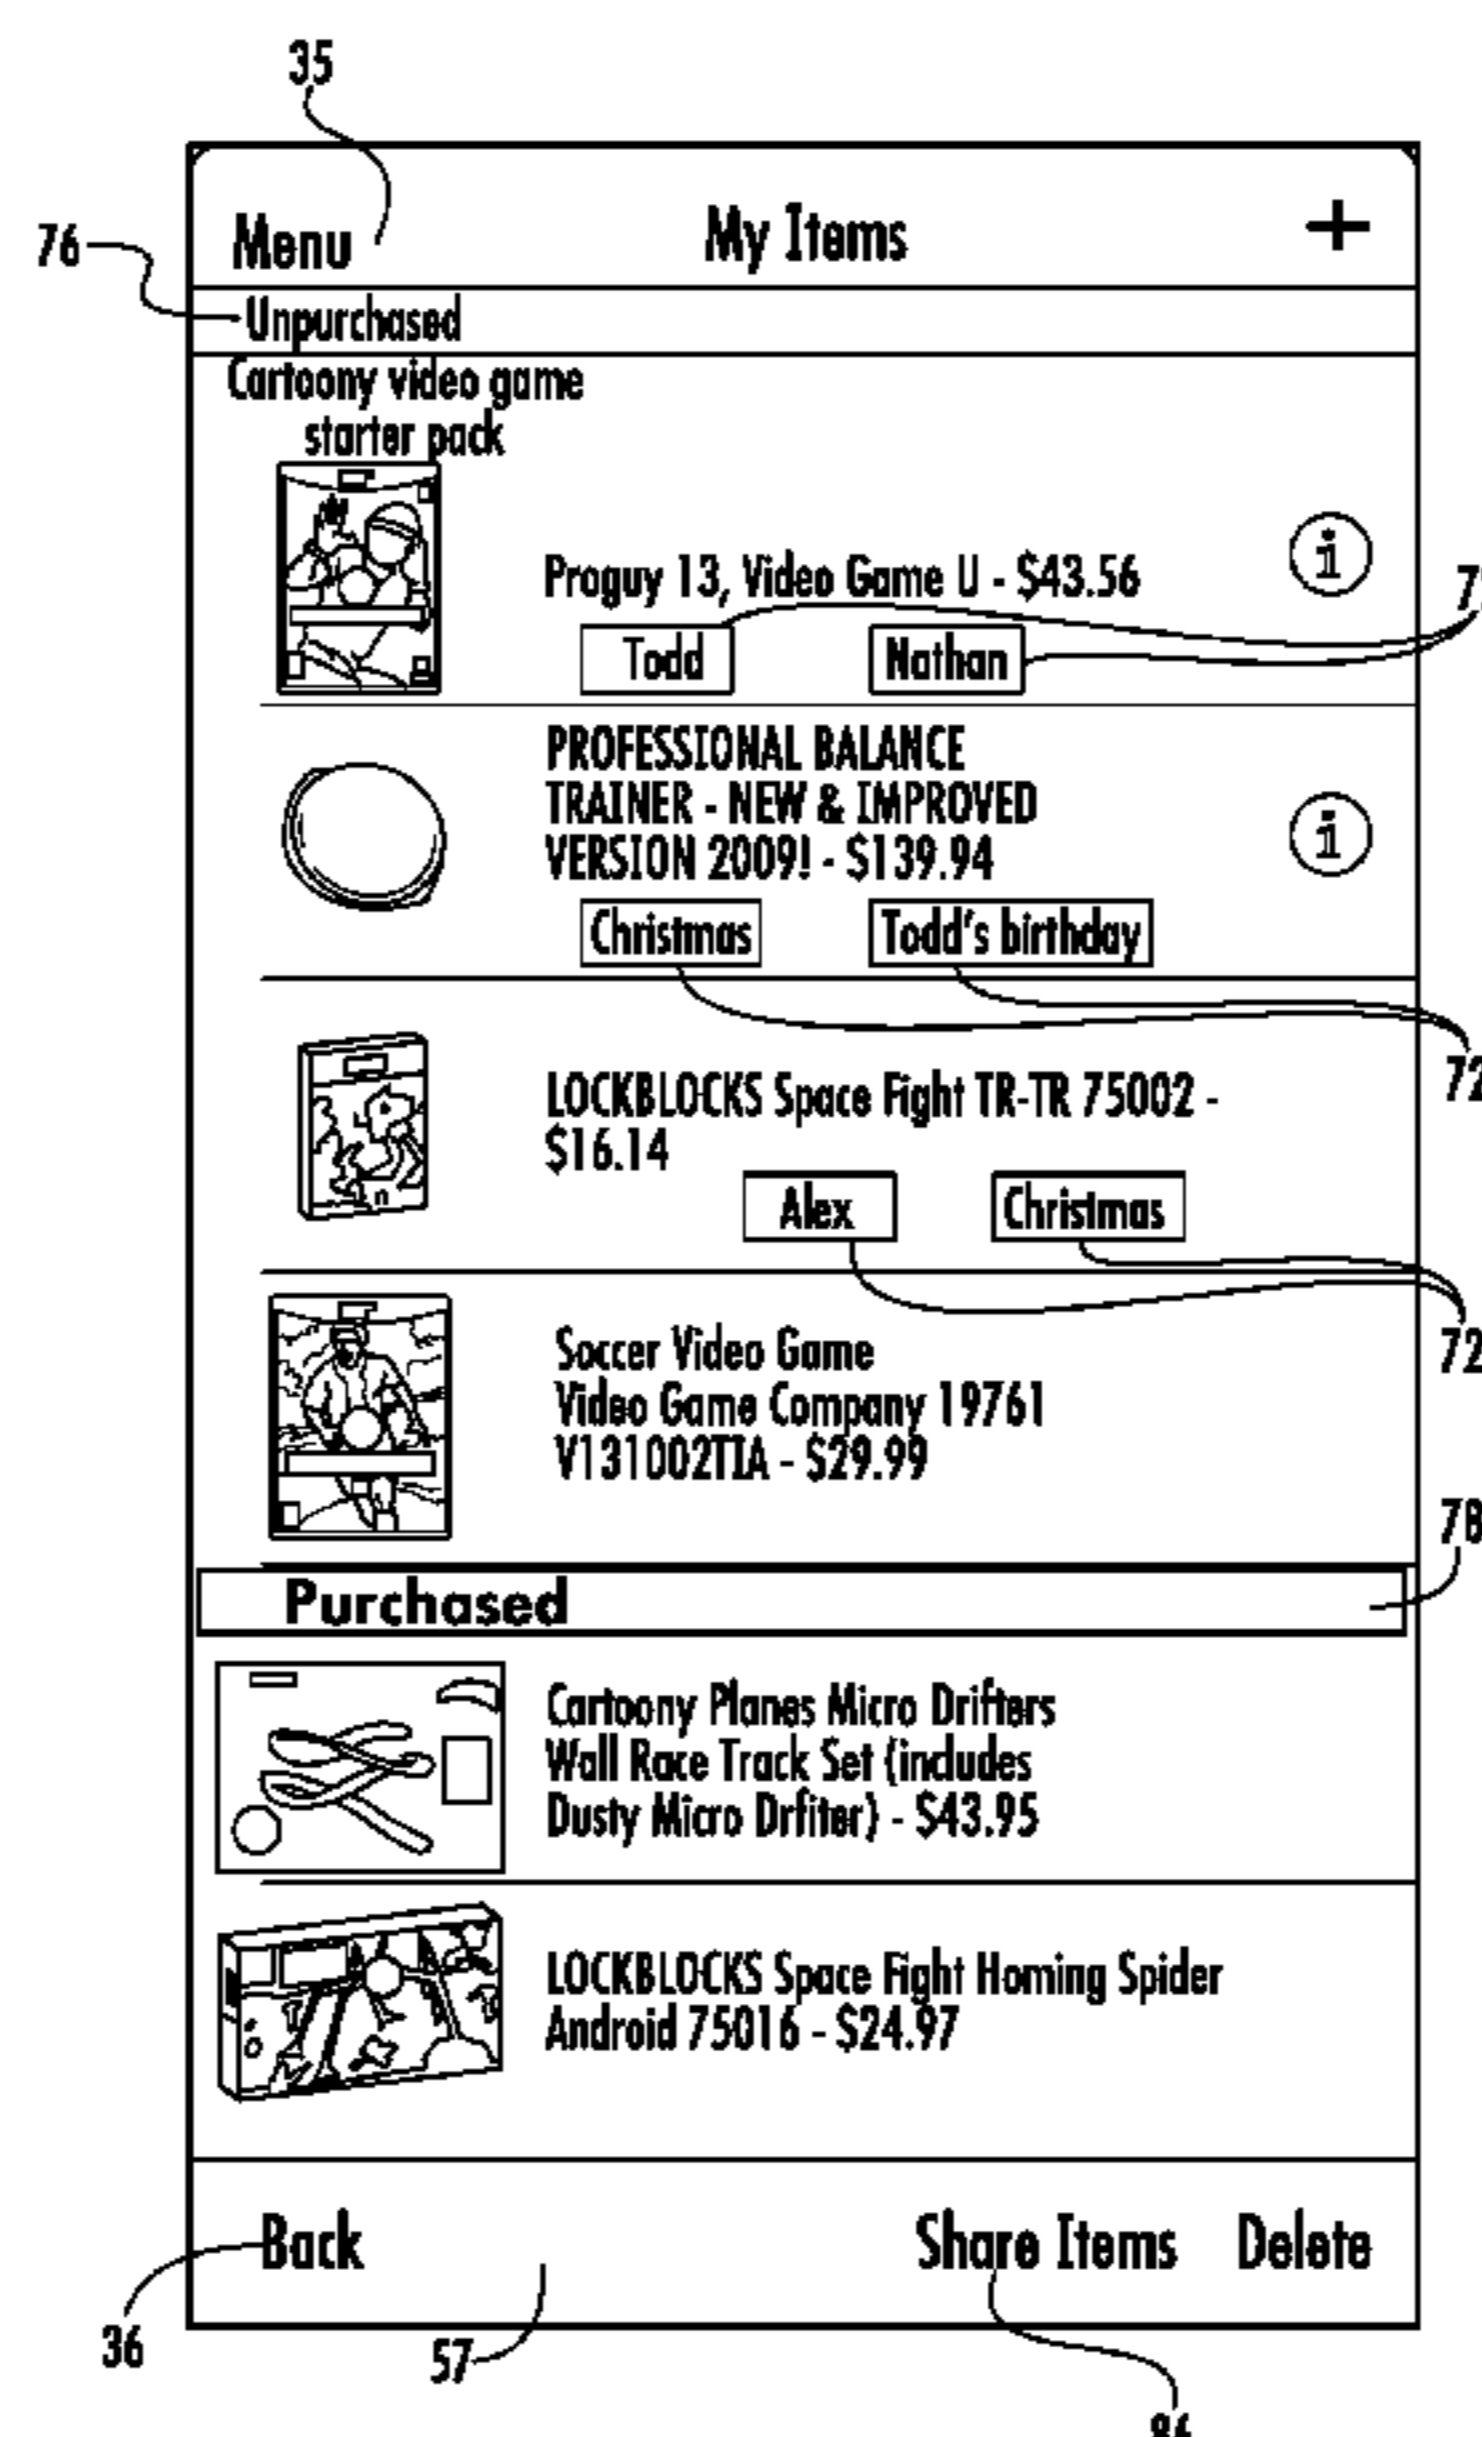 35
76
Menu My Items +
Unpurchased
Cartoony video game
starter pack
i
Proguy 13, Video Game U - $43.56
Todd Nathan
PROFESSIONAL BALANCE
TRAINER - NEW & IMPROVED
VERSION 2009! - $139.94
i
Christmas Todd's birthday
72
LOCKBLOCKS Space Fight TR-TR 75002 -
$16.14
Alex Christmas
72
Soccer Video Game
Video Game Company 19761
V131002TIA - $29.99
78
Purchased
Cartoony Planes Micro Drifters
Wall Race Track Set (includes
Dusty Micro Drfiter) - $43.95
LOCKBLOCKS Space Fight Homing Spider
Android 75016 - $24.97
Back Share Items Delete
36
57